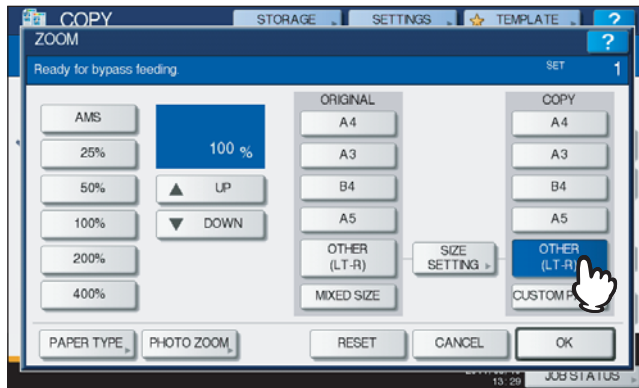 COPY
STORAGE SETTINGS TEMPLATE ?
ZOOM ?
Ready for bypass feeding. SET 1
ORIGINAL COPY
AMS A4 A4
25% 100 % A3 A3
50% UP B4 B4
100% DOWN A5 A5
200% OTHER (LT-R) SIZE SETTING OTHER (LT-R)
400% MIXED SIZE CUSTOM
PAPER TYPE PHOTO ZOOM RESET CANCEL OK
13:29 JOB STATUS